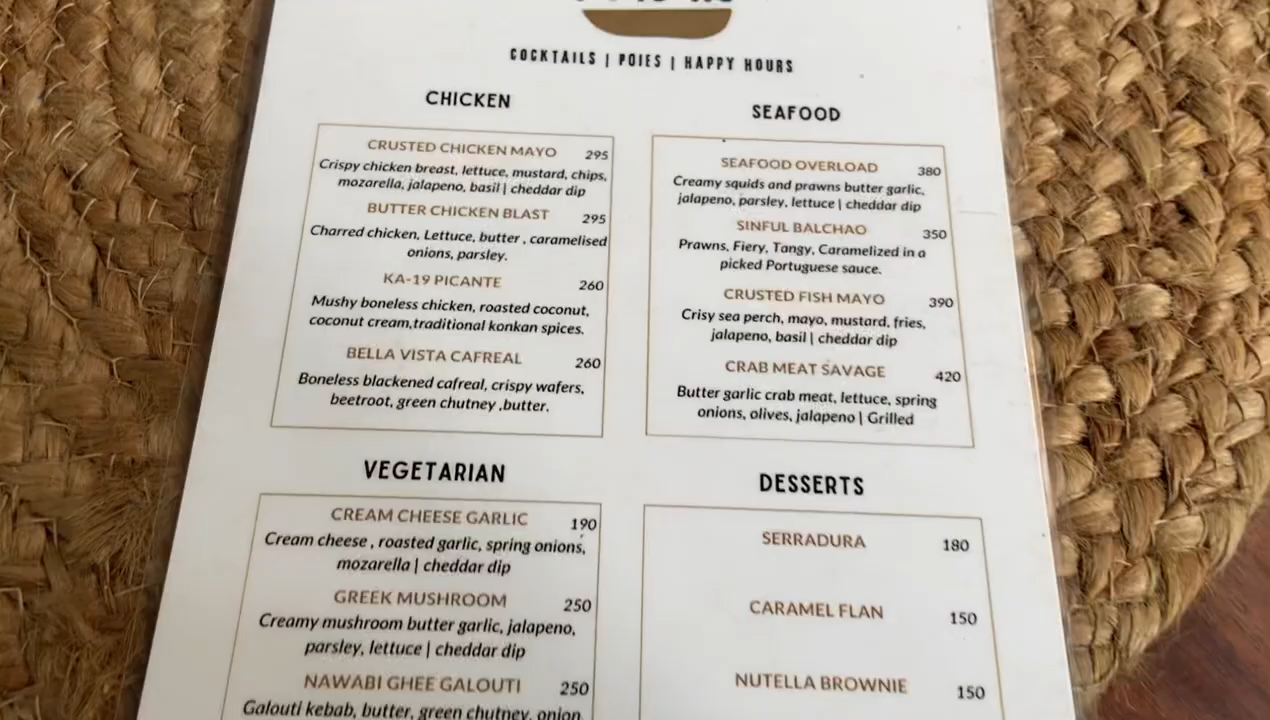 COCKTAILS | POIES | HAPPY HOURS
CHICKEN
CRUSTED CHICKEN MAYO 295
Crispy chicken breast, lettuce, mustard, chips,
mozarella, jalapeno, basil | cheddar dip
BUTTER CHICKEN BLAST 295
Charred chicken, Lettuce, butter , caramelised
onions, parsley.
KA-19 PICANTE 260
Mushy boneless chicken, roasted coconut,
coconut cream,traditional konkan spices.
BELLA VISTA CAFREAL 260
Boneless blackened cafreal, crispy wafers,
beetroot, green chutney ,butter.
SEAFOOD
SEAFOOD OVERLOAD 380
Creamy squids and prawns butter garlic,
jalapeno, parsley, lettuce | cheddar dip
SINFUL BALCHAO 350
Prawns, Fiery, Tangy, Caramelized in a
picked Portuguese sauce.
CRUSTED FISH MAYO 390
Crisy sea perch, mayo, mustard, fries,
jalapeno, basil | cheddar dip
CRAB MEAT SAVAGE 420
Butter garlic crab meat, lettuce, spring
onions, olives, jalapeno | Grilled
VEGETARIAN
CREAM CHEESE GARLIC 190
Cream cheese , roasted garlic, spring onions,
mozarella | cheddar dip
GREEK MUSHROOM 250
Creamy mushroom butter garlic, jalapeno,
parsley, lettuce | cheddar dip
NAWABI GHEE GALOUTI 250
Galouti kebab, butter, green chutney, onion,
DESSERTS
SERRADURA 180
CARAMEL FLAN 150
NUTELLA BROWNIE 150